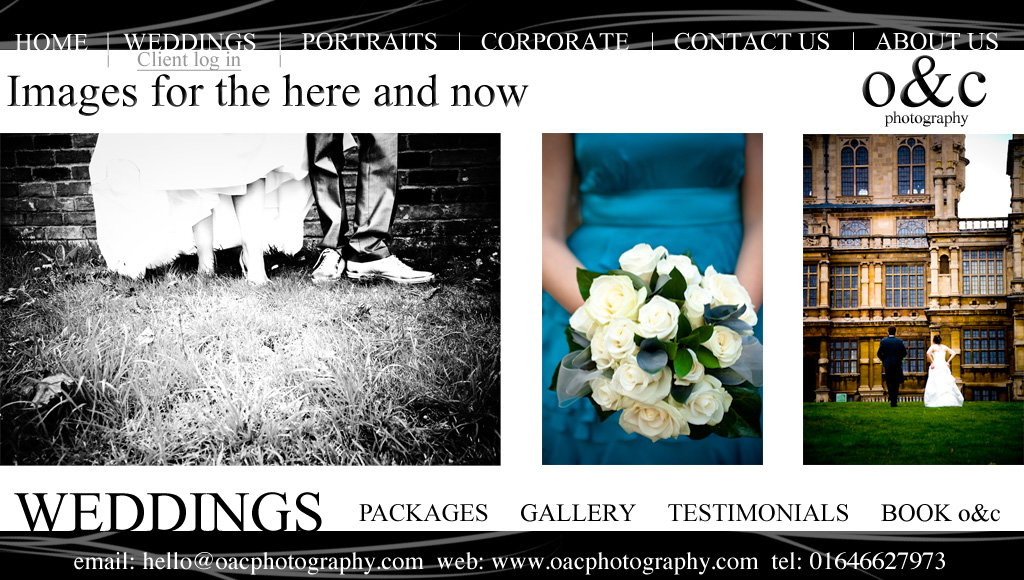 HOME | WEDDINGS | PORTRAITS | CORPORATE | CONTACT US | ABOUT US
| Client log in |
Images for the here and now
o&c
photography
WEDDINGS PACKAGES GALLERY TESTIMONIALS BOOK o&c
email: hello@oacphotography.com web: www.oacphotography.com tel: 01646627973